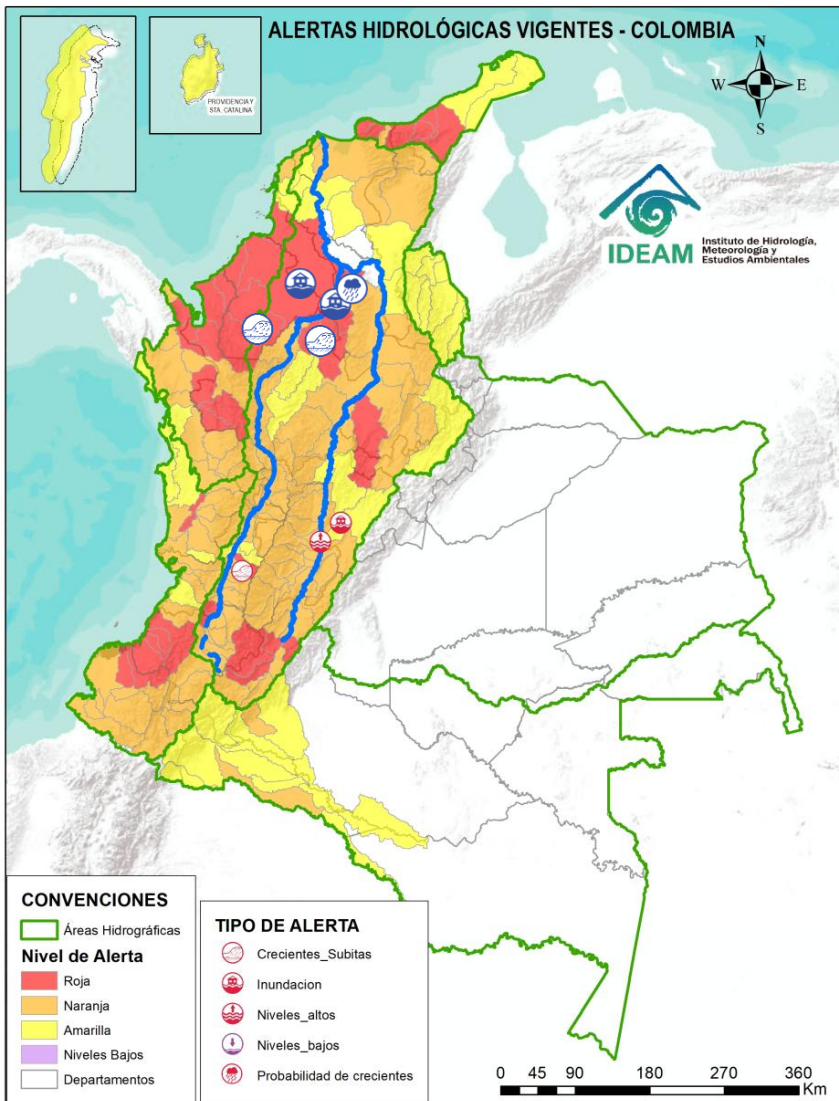 ALERTAS HIDROLÓGICAS VIGENTES - COLOMBIA
PROVIDENCIA Y
STA. CATALINA
N
W E
S
IDEAM
Instituto de Hidrología,
Meteorología y
Estudios Ambientales
CONVENCIONES
Áreas Hidrográficas
Nivel de Alerta
Roja
Naranja
Amarilla
Niveles Bajos
Departamentos
TIPO DE ALERTA
Crecientes_Subitas
Inundacion
Niveles_altos
Niveles_bajos
Probabilidad de crecientes
0 45 90 180 270 360
Km